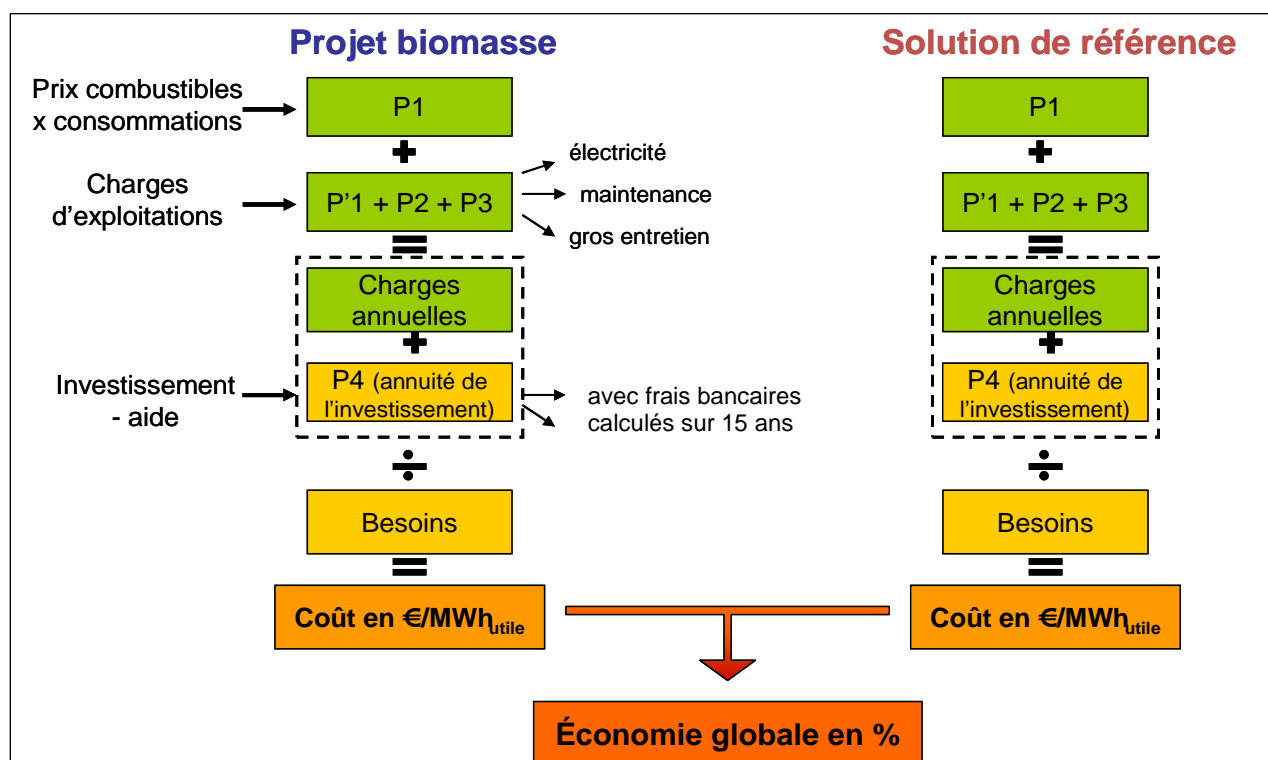 Projet biomasse
Solution de référence
Prix combustibles
x consommations
P1
P1
+
+
électricité
Charges
d'exploitations
P'1 + P2 + P3
maintenance
P'1 + P2 + P3
gros entretien
=
=
Charges
annuelles
Charges
annuelles
+
+
Investissement
- aide
P4 (annuité de
l'investissement)
avec frais bancaires
calculés sur 15 ans
P4 (annuité de
l'investissement)
÷
÷
Besoins
Besoins
=
=
Coût en €/MWhutile
Coût en €/MWhutile
Économie globale en %